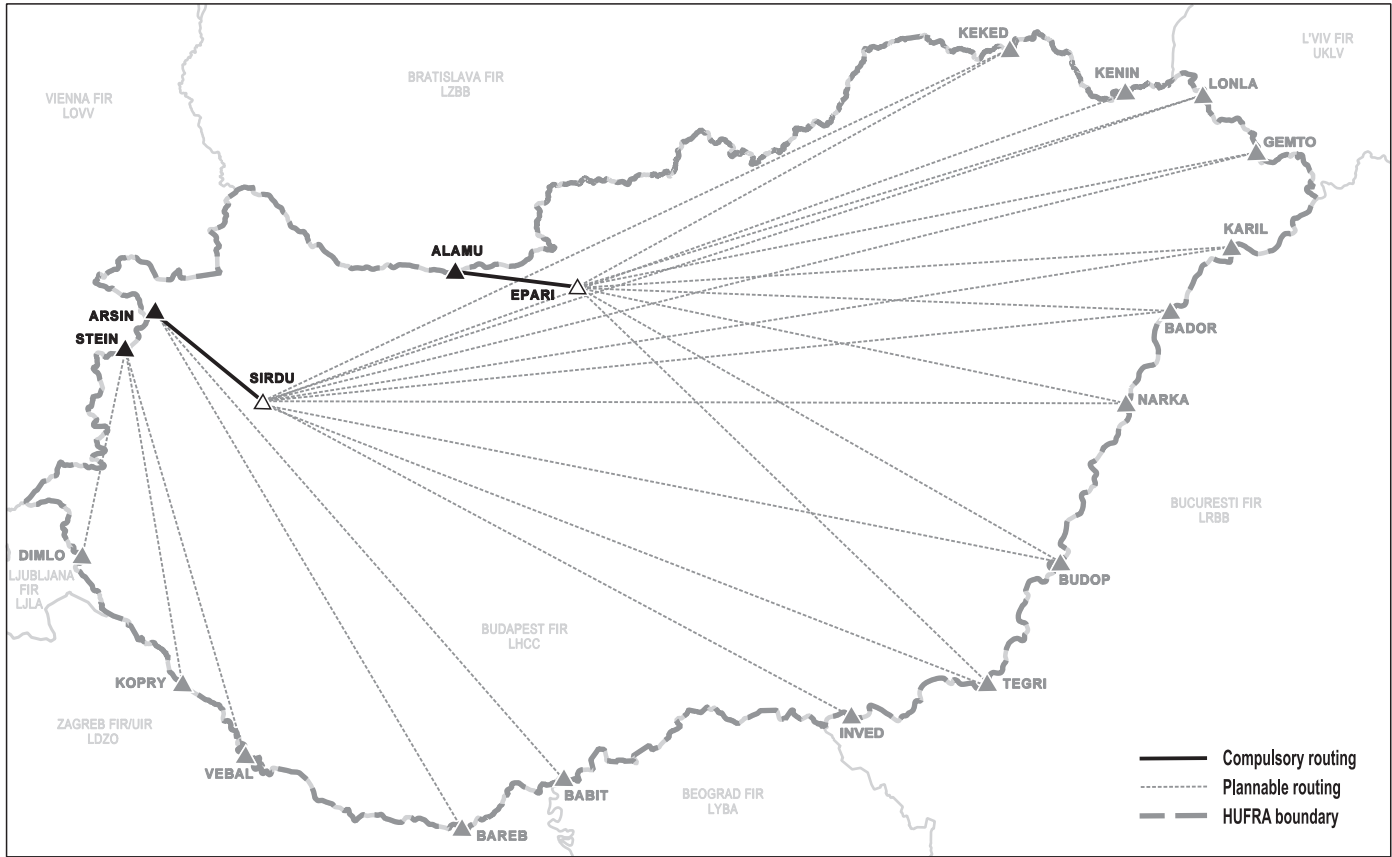 KEKED
L'VIV FIR
UKLV
BRATISLAVA FIR
LZBB
KENIN
LONLA
VIENNA FIR
LOVV
GEMTO
KARIL
ALAMU
EPARI
ARSIN
BADOR
STEIN
SIRDU
NARKA
BUCURESTI FIR
LRBB
DIMLO
LJUBLJANA
FIR
LJLA
BUDOP
BUDAPEST FIR
LHCC
KOPRY
TEGRI
ZAGREB FIR/UIR
LDZO
INVED
VEBAL
BABIT
BEOGRAD FIR
LYBA
BAREB
Compulsory routing
Plannable routing
HUFRA boundary